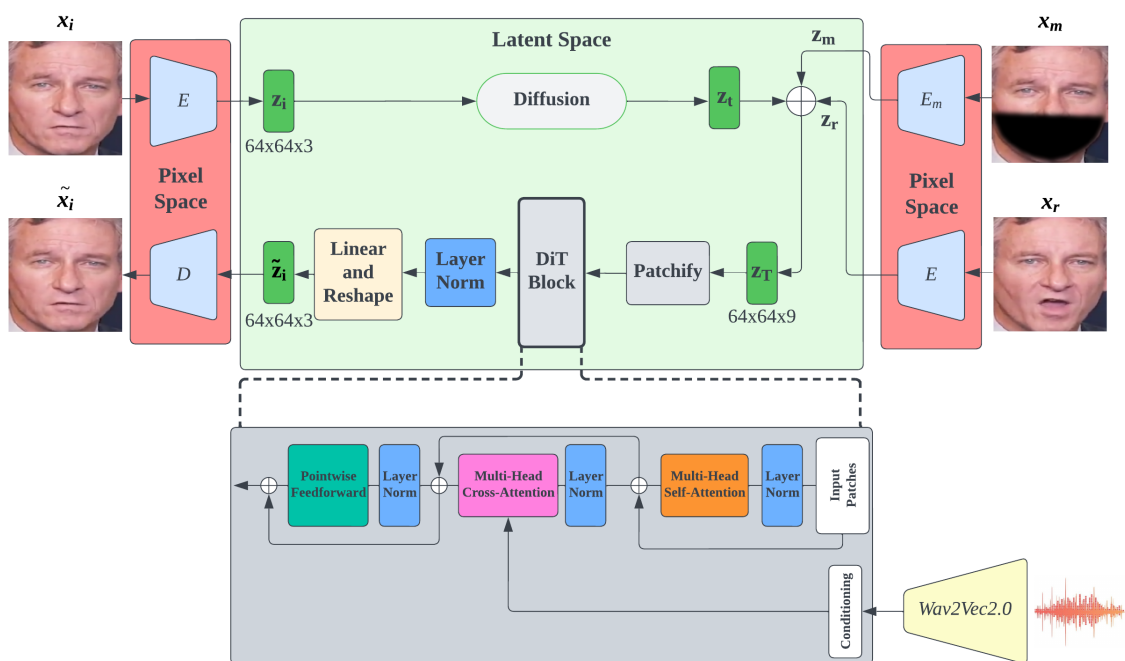 x_i
E
z_i
64x64x3
Pixel
Space
Latent Space
Diffusion
z_t
z_m
z_r
E_m
x_m
Pixel
Space
x_r
E
x̃_i
D
z̃_i
64x64x3
Linear
and
Reshape
Layer
Norm
DiT
Block
Patchify
z_T
64x64x9
Pointwise
Feedforward
Layer
Norm
Multi-Head
Cross-Attention
Layer
Norm
Multi-Head
Self-Attention
Layer
Norm
Input
Patches
Conditioning
Wav2Vec2.0